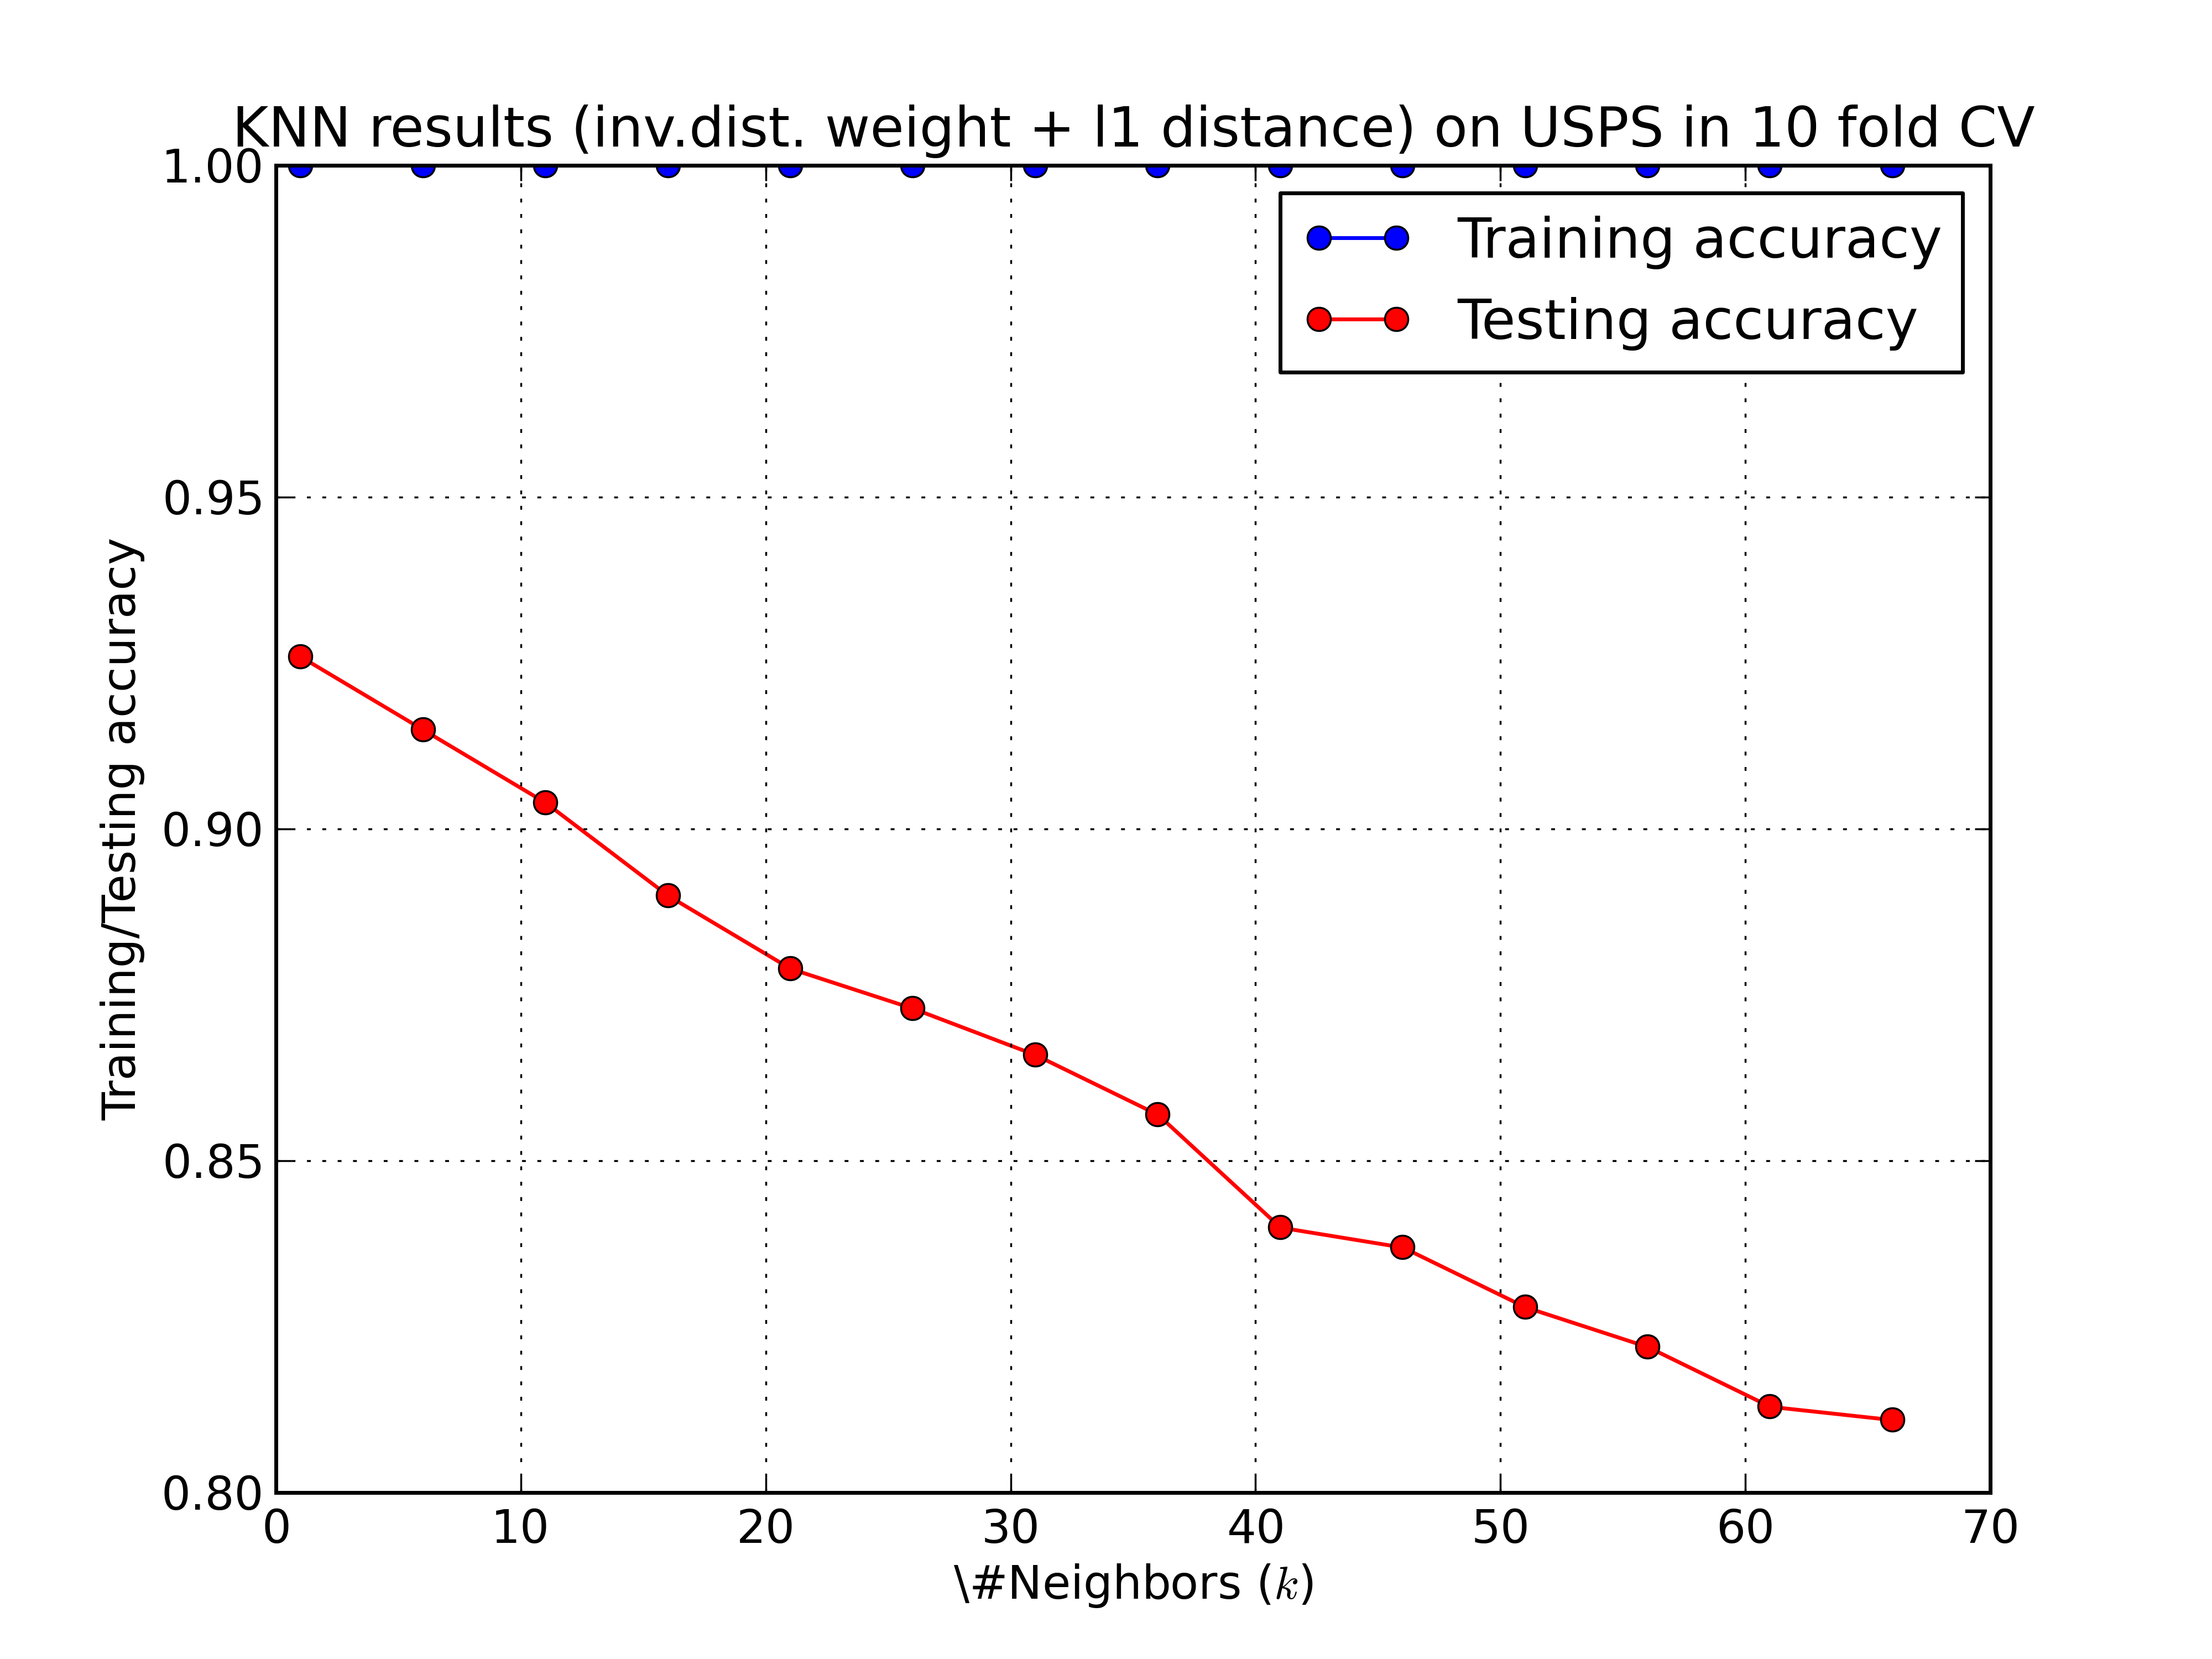 KNN results (inv.dist. weight + l1 distance) on USPS in 10 fold CV
1.00
0.95
0.90
0.85
0.80
Training/Testing accuracy
Training accuracy
Testing accuracy
0 10 20 30 40 50 60 70
\#Neighbors (k)